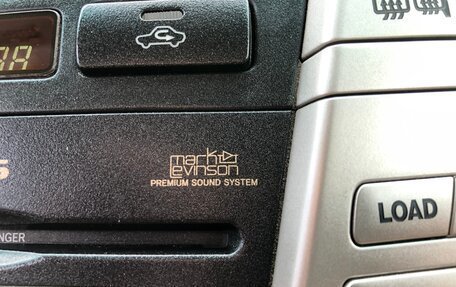 mark
Levinson
PREMIUM SOUND SYSTEM
LOAD